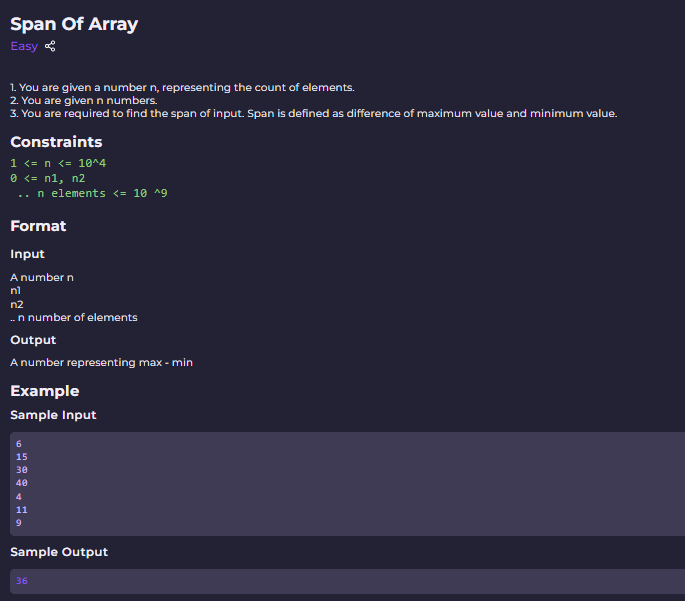 Span Of Array
Easy
1. You are given a number n, representing the count of elements.
2. You are given n numbers.
3. You are required to find the span of input. Span is defined as difference of maximum value and minimum value.
Constraints
1 <= n <= 10^4
0 <= n1, n2
.. n elements <= 10 ^9
Format
Input
A number n
n1
n2
.. n number of elements
Output
A number representing max - min
Example
Sample Input
6
15
30
40
4
11
9
Sample Output
36